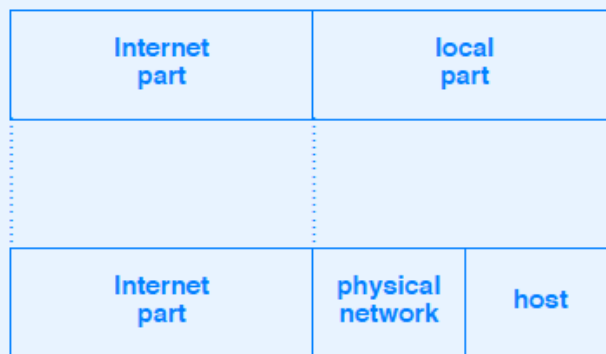 Internet local
part part
Internet physical host
part network